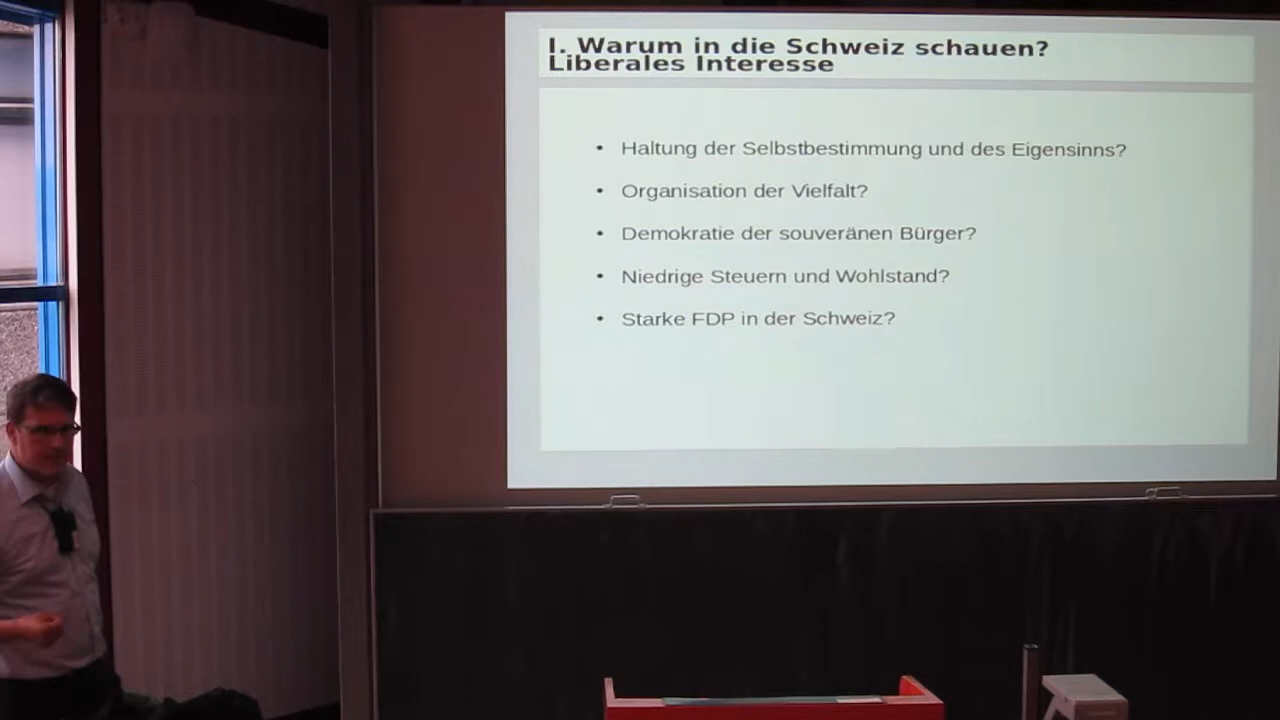 I. Warum in die Schweiz schauen?
Liberales Interesse
• Haltung der Selbstbestimmung und des Eigensinns?
• Organisation der Vielfalt?
• Demokratie der souveränen Bürger?
• Niedrige Steuern und Wohlstand?
• Starke FDP in der Schweiz?